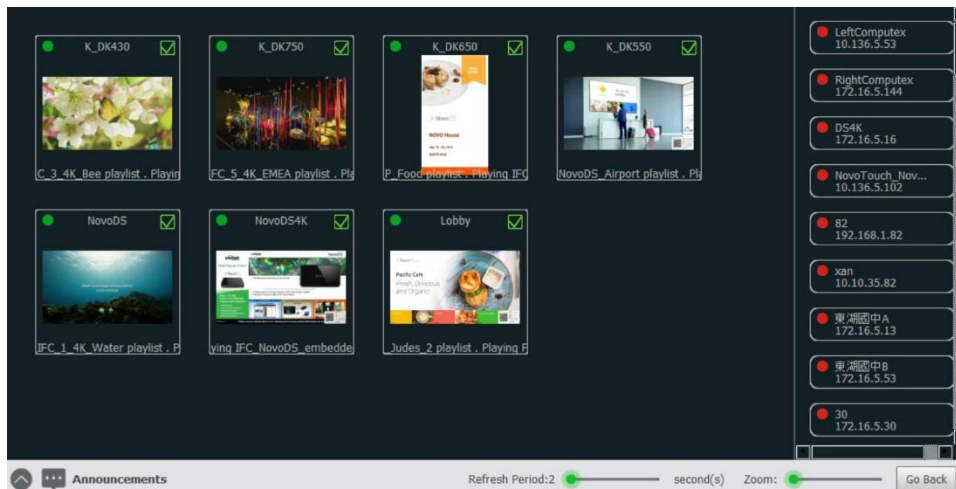 K_DK430
C_3_4K_Bee playlist . Playin
K_DK750
FC_5_4K_EMEA playlist . Pla
K_DK650
NOVO House
P_Food playlist . Playing IFC
K_DK550
NovoDS_Airport playlist . Pla
NovoDS
IFC_1_4K_Water playlist . P
NovoDS4K
ying IFC_NovoDS_embedde
Lobby
Pacific Cafe
Fresh, Delicious
and Organic
_Judes_2 playlist . Playing F
LeftComputex
10.136.5.53
RightComputex
172.16.5.144
DS4K
172.16.5.16
NovoTouch_Nov...
10.136.5.102
82
192.168.1.82
xan
10.10.35.82
東湖國中A
172.16.5.13
東湖國中B
172.16.5.53
30
172.16.5.30
Announcements
Refresh Period:2
second(s)
Zoom:
Go Back